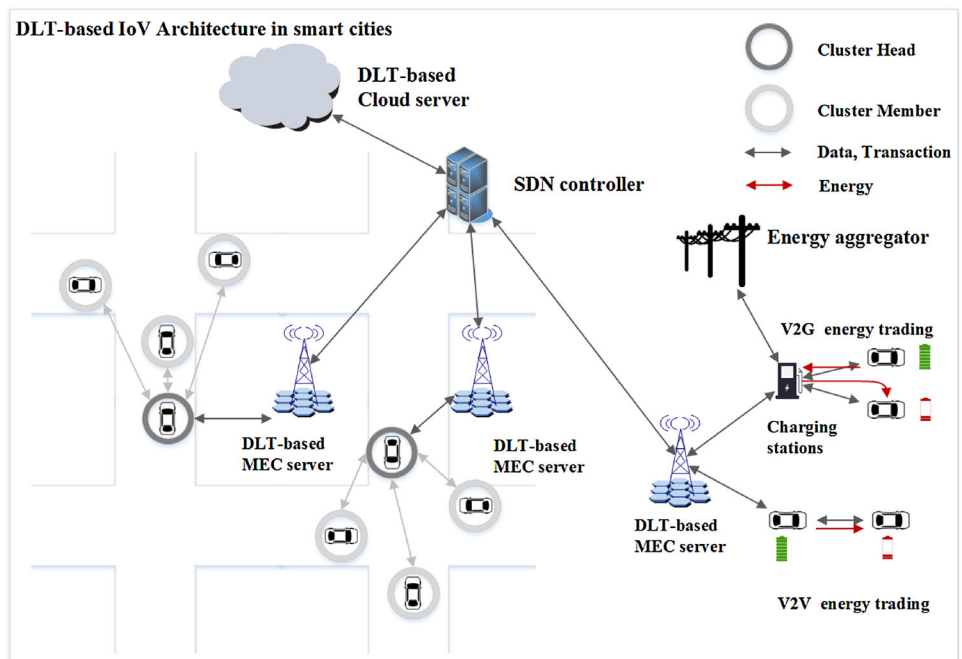 DLT-based IoV Architecture in smart cities
DLT-based
Cloud server
Cluster Head
Cluster Member
Data, Transaction
Energy
SDN controller
Energy aggregator
V2G energy trading
Charging
stations
DLT-based
MEC server
DLT-based
MEC server
DLT-based
MEC server
V2V energy trading